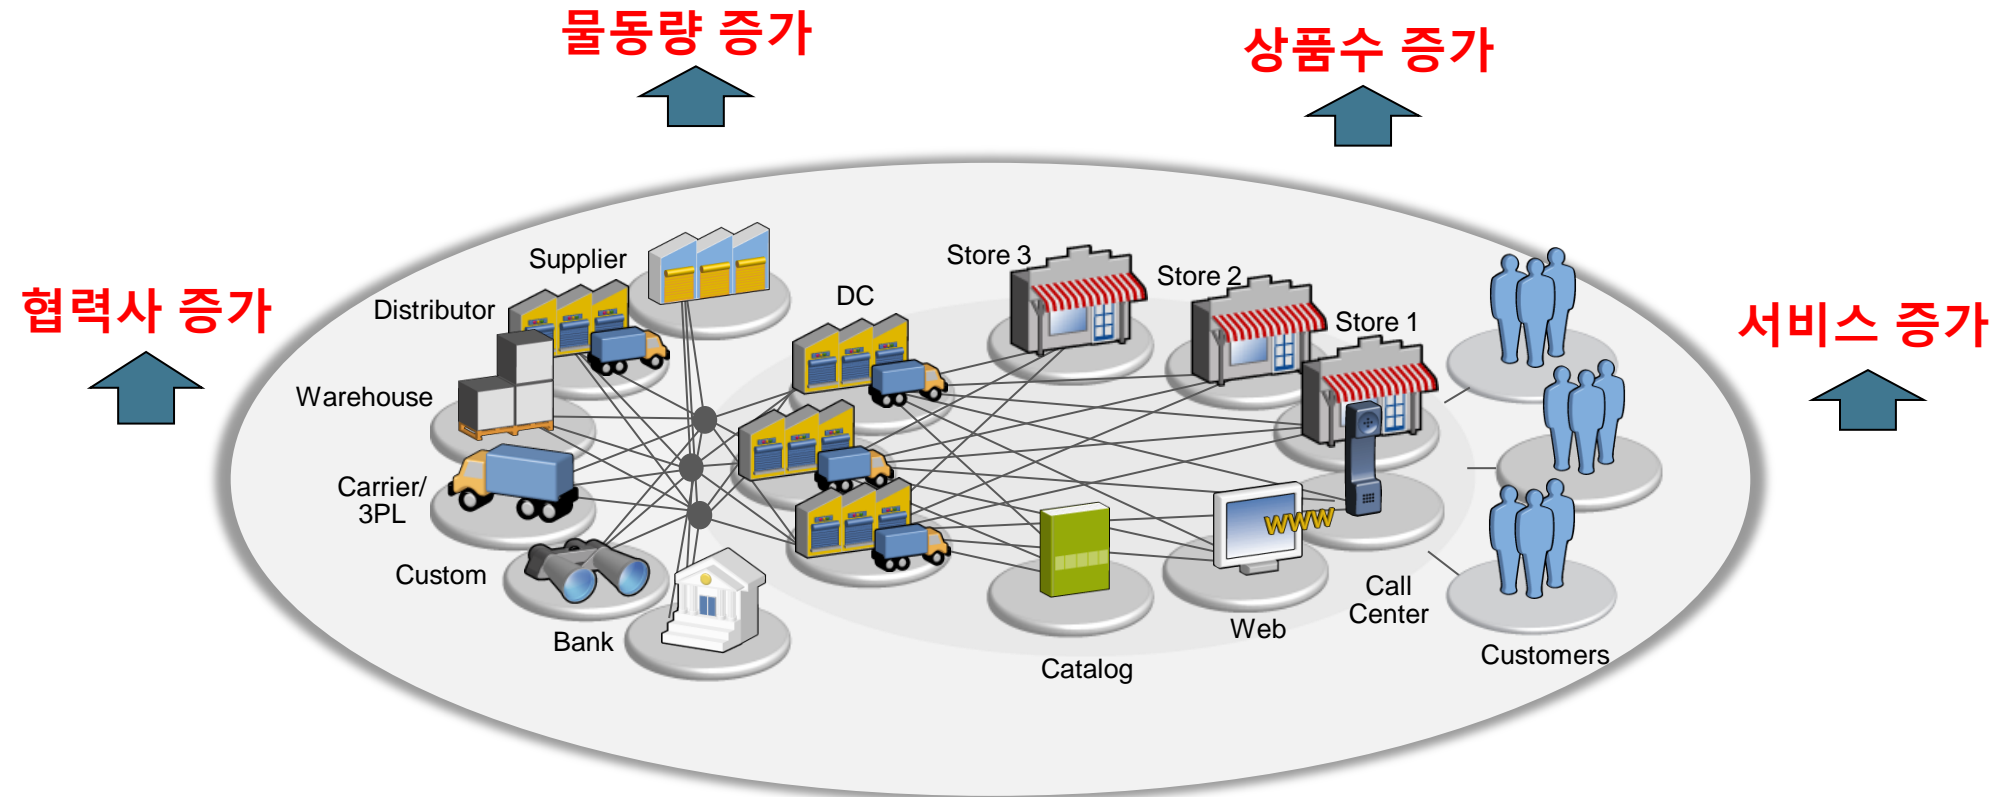 물동량 증가
상품수 증가
협력사 증가
서비스 증가
Supplier
Distributor
Warehouse
Carrier/
3PL
Custom
Bank
DC
Store 3
Store 2
Store 1
Catalog
WWW
Web
Call
Center
Customers